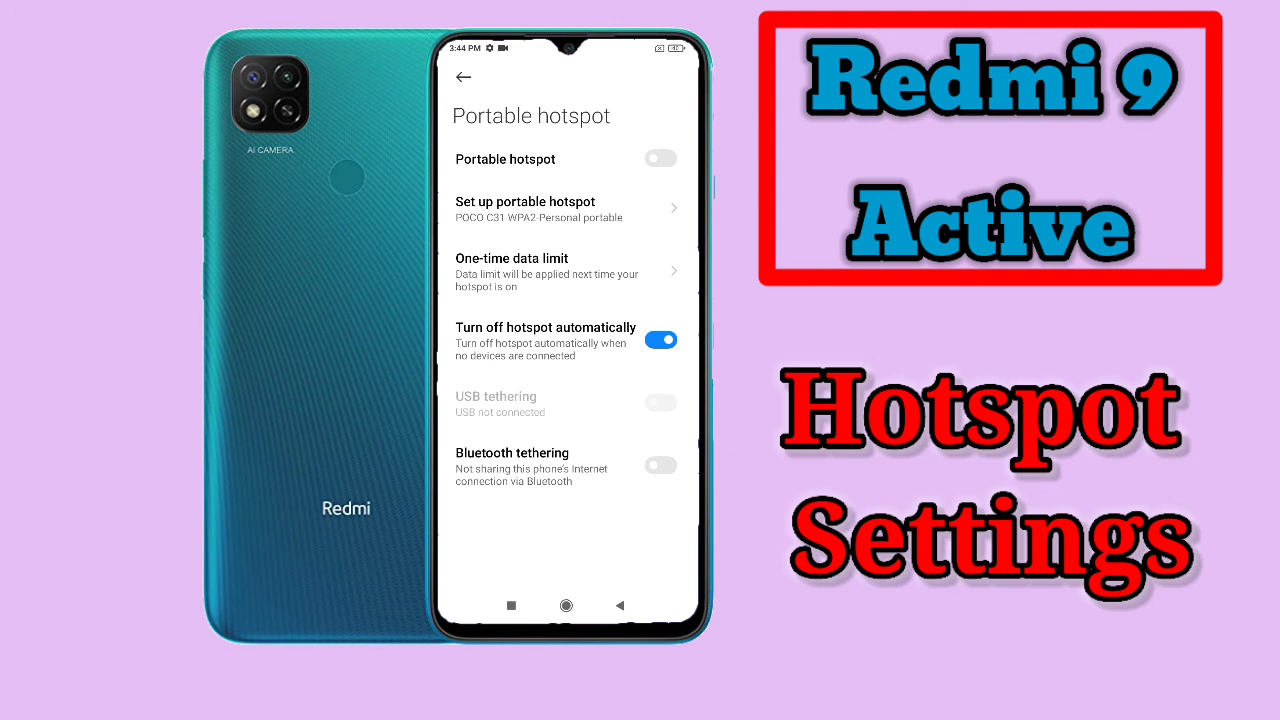 AI CAMERA
Redmi
3:44 PM
40
Portable hotspot
Portable hotspot
Set up portable hotspot
POCO C31 WPA2-Personal portable
One-time data limit
Data limit will be applied next time your
hotspot is on
Turn off hotspot automatically
Turn off hotspot automatically when
no devices are connected
USB tethering
USB not connected
Bluetooth tethering
Not sharing this phone's Internet
connection via Bluetooth
Redmi 9
Active
Hotspot
Settings